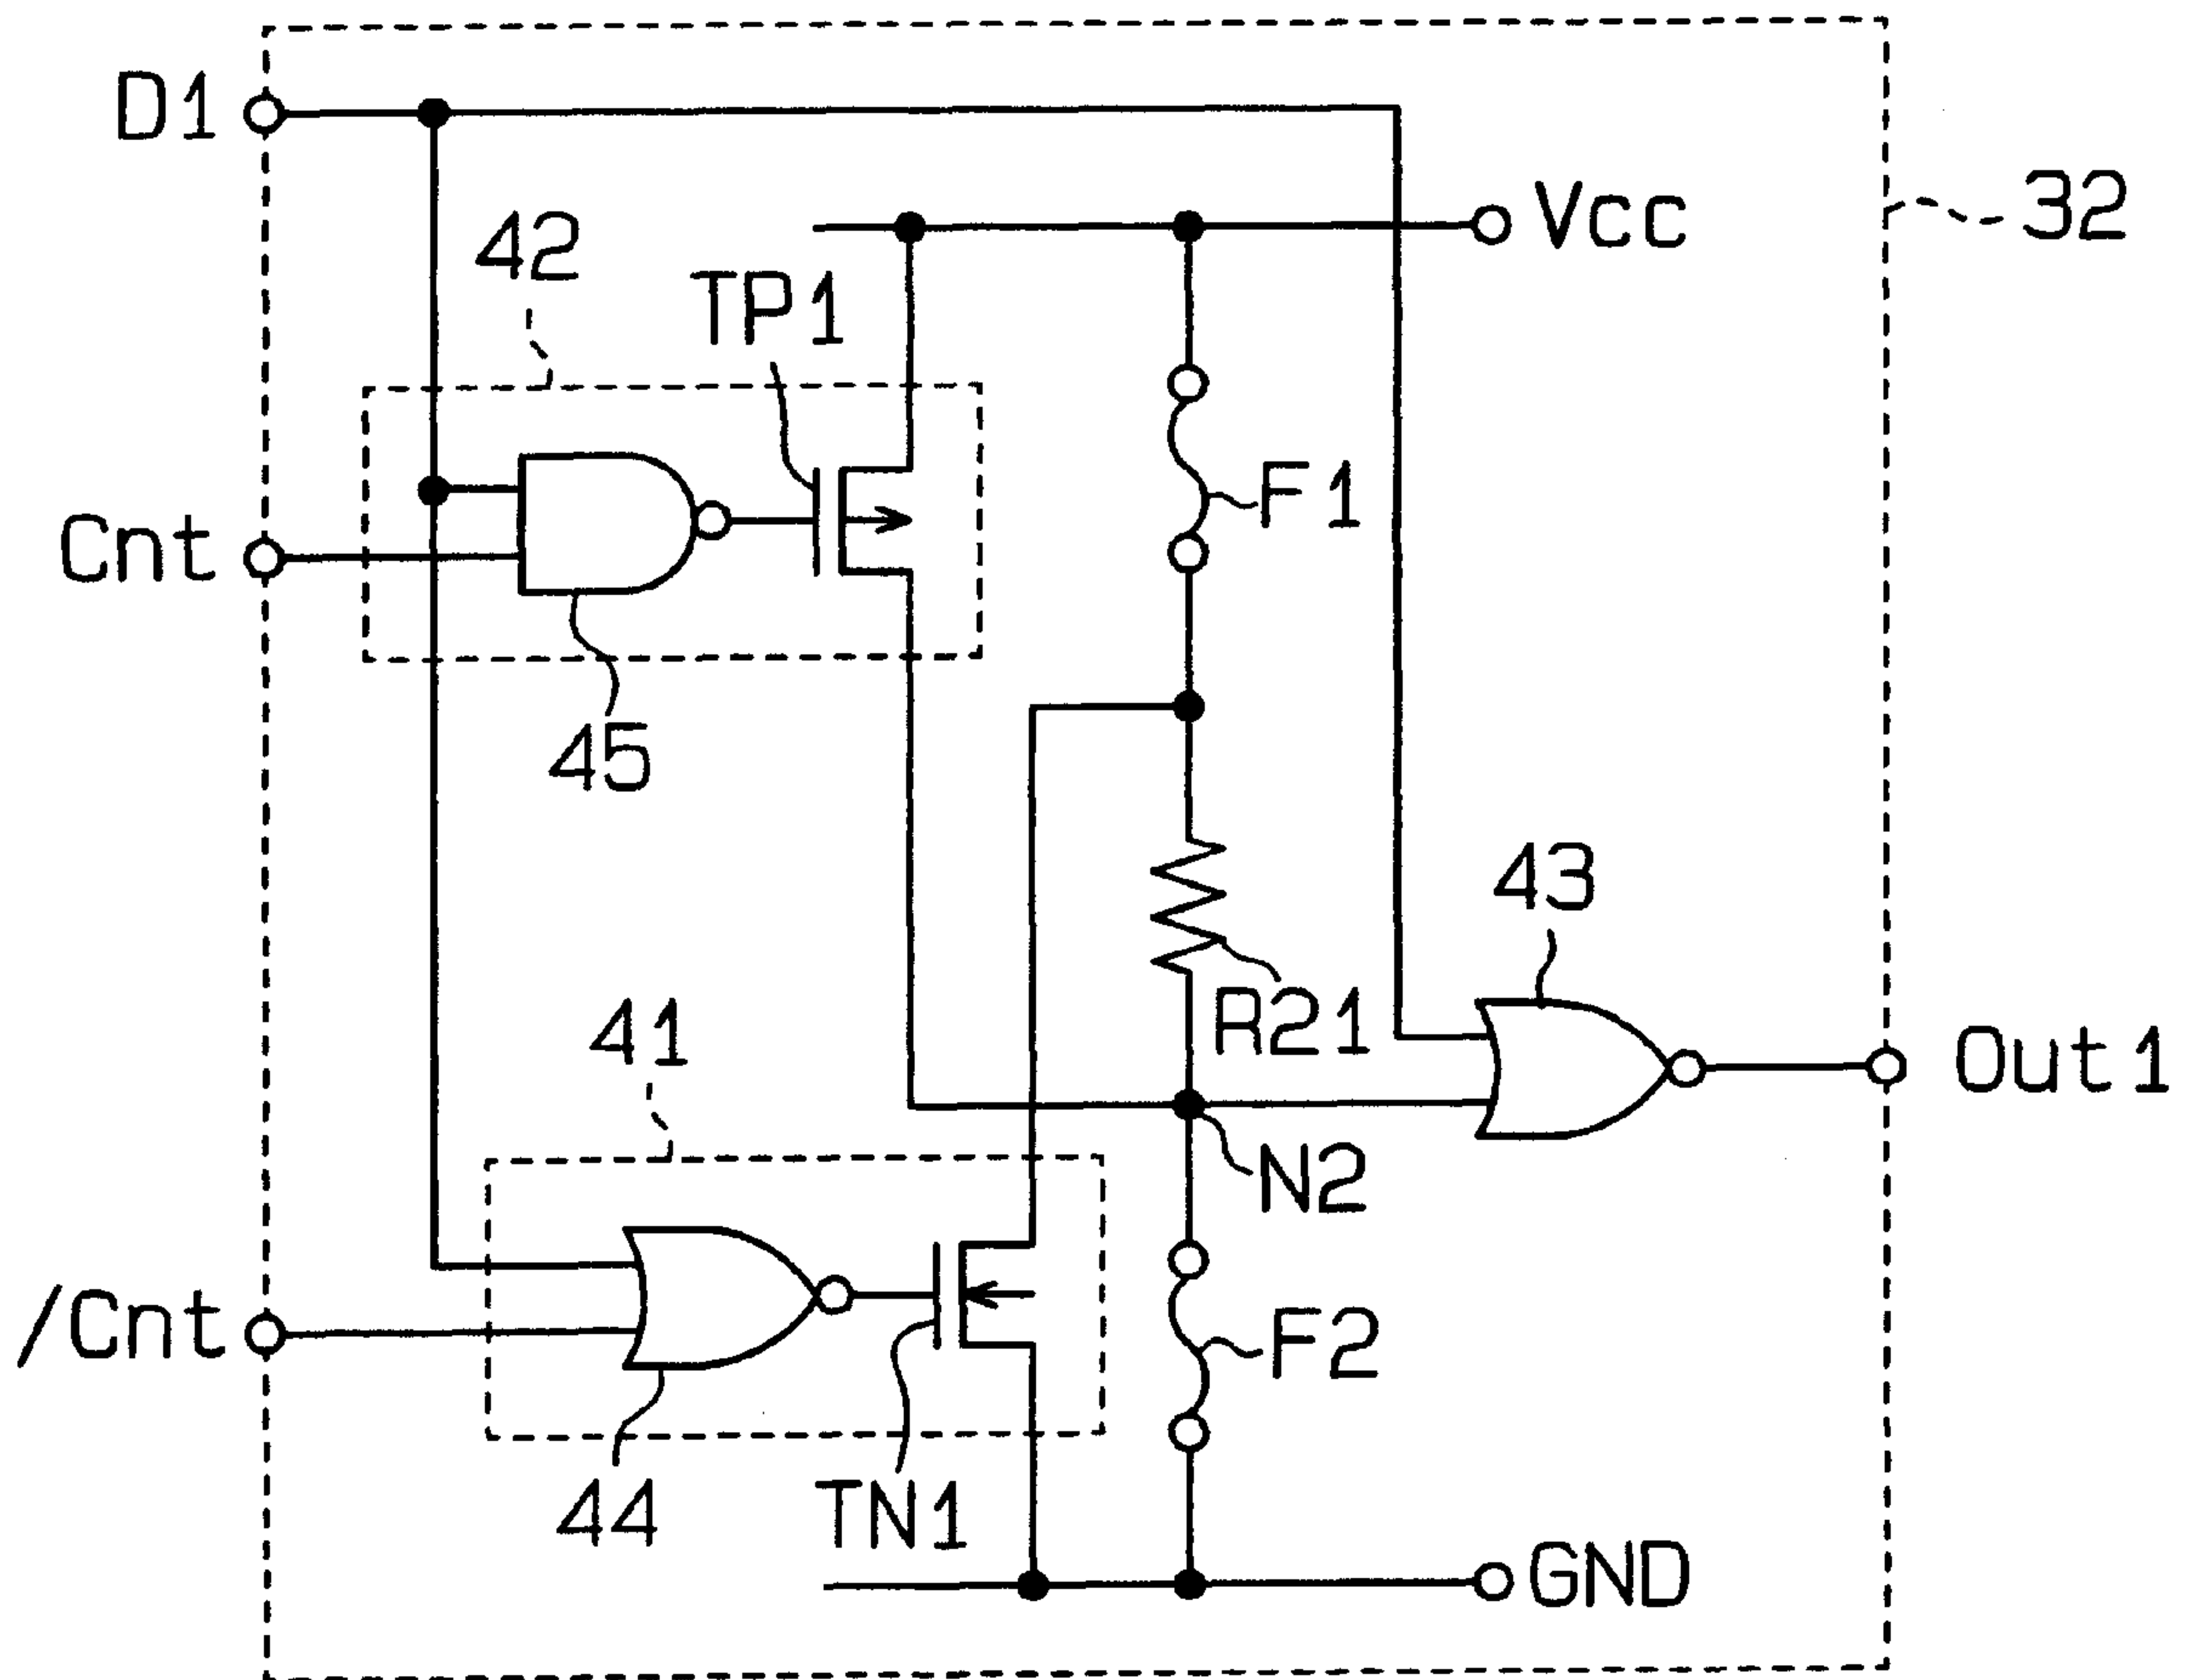 D1
Vcc
32
42
TP1
F1
Cnt
45
43
R21
41
Out1
N2
/Cnt
F2
44
TN1
GND